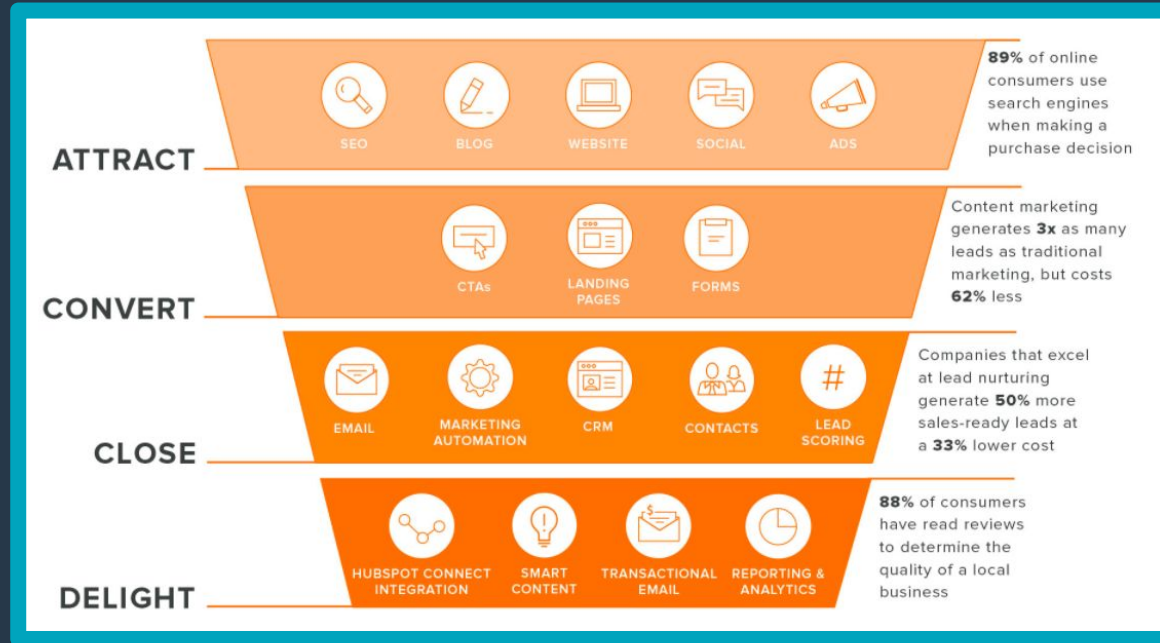 SEO
BLOG
WEBSITE
SOCIAL
ADS
ATTRACT
89% of online
consumers use
search engines
when making a
purchase decision
CTAs
LANDING
PAGES
FORMS
CONVERT
Content marketing
generates 3x as many
leads as traditional
marketing, but costs
62% less
EMAIL
MARKETING
AUTOMATION
CRM
CONTACTS
#
LEAD
SCORING
CLOSE
Companies that excel
at lead nurturing
generate 50% more
sales-ready leads at
a 33% lower cost
HUBSPOT CONNECT
INTEGRATION
SMART
CONTENT
$
TRANSACTIONAL
EMAIL
REPORTING &
ANALYTICS
DELIGHT
88% of consumers
have read reviews
to determine the
quality of a local
business